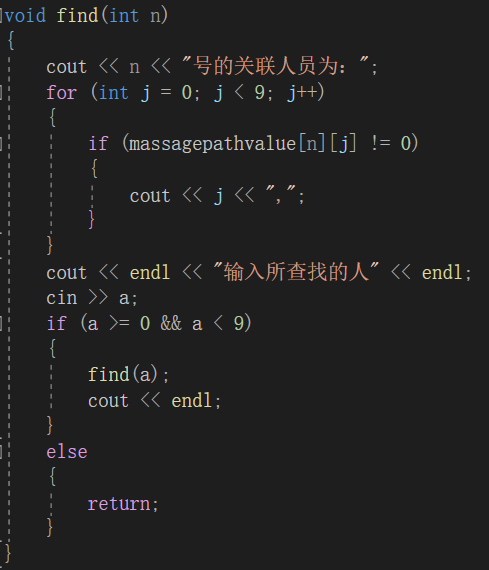 void find(int n)
{
cout << n << "号的关联人员为：";
for (int j = 0; j < 9; j++)
{
if (massagepathvalue[n][j] != 0)
{
cout << j << ",";
}
}
cout << endl << "输入所查找的人" << endl;
cin >> a;
if (a >= 0 && a < 9)
{
find(a);
cout << endl;
}
else
{
return;
}
}